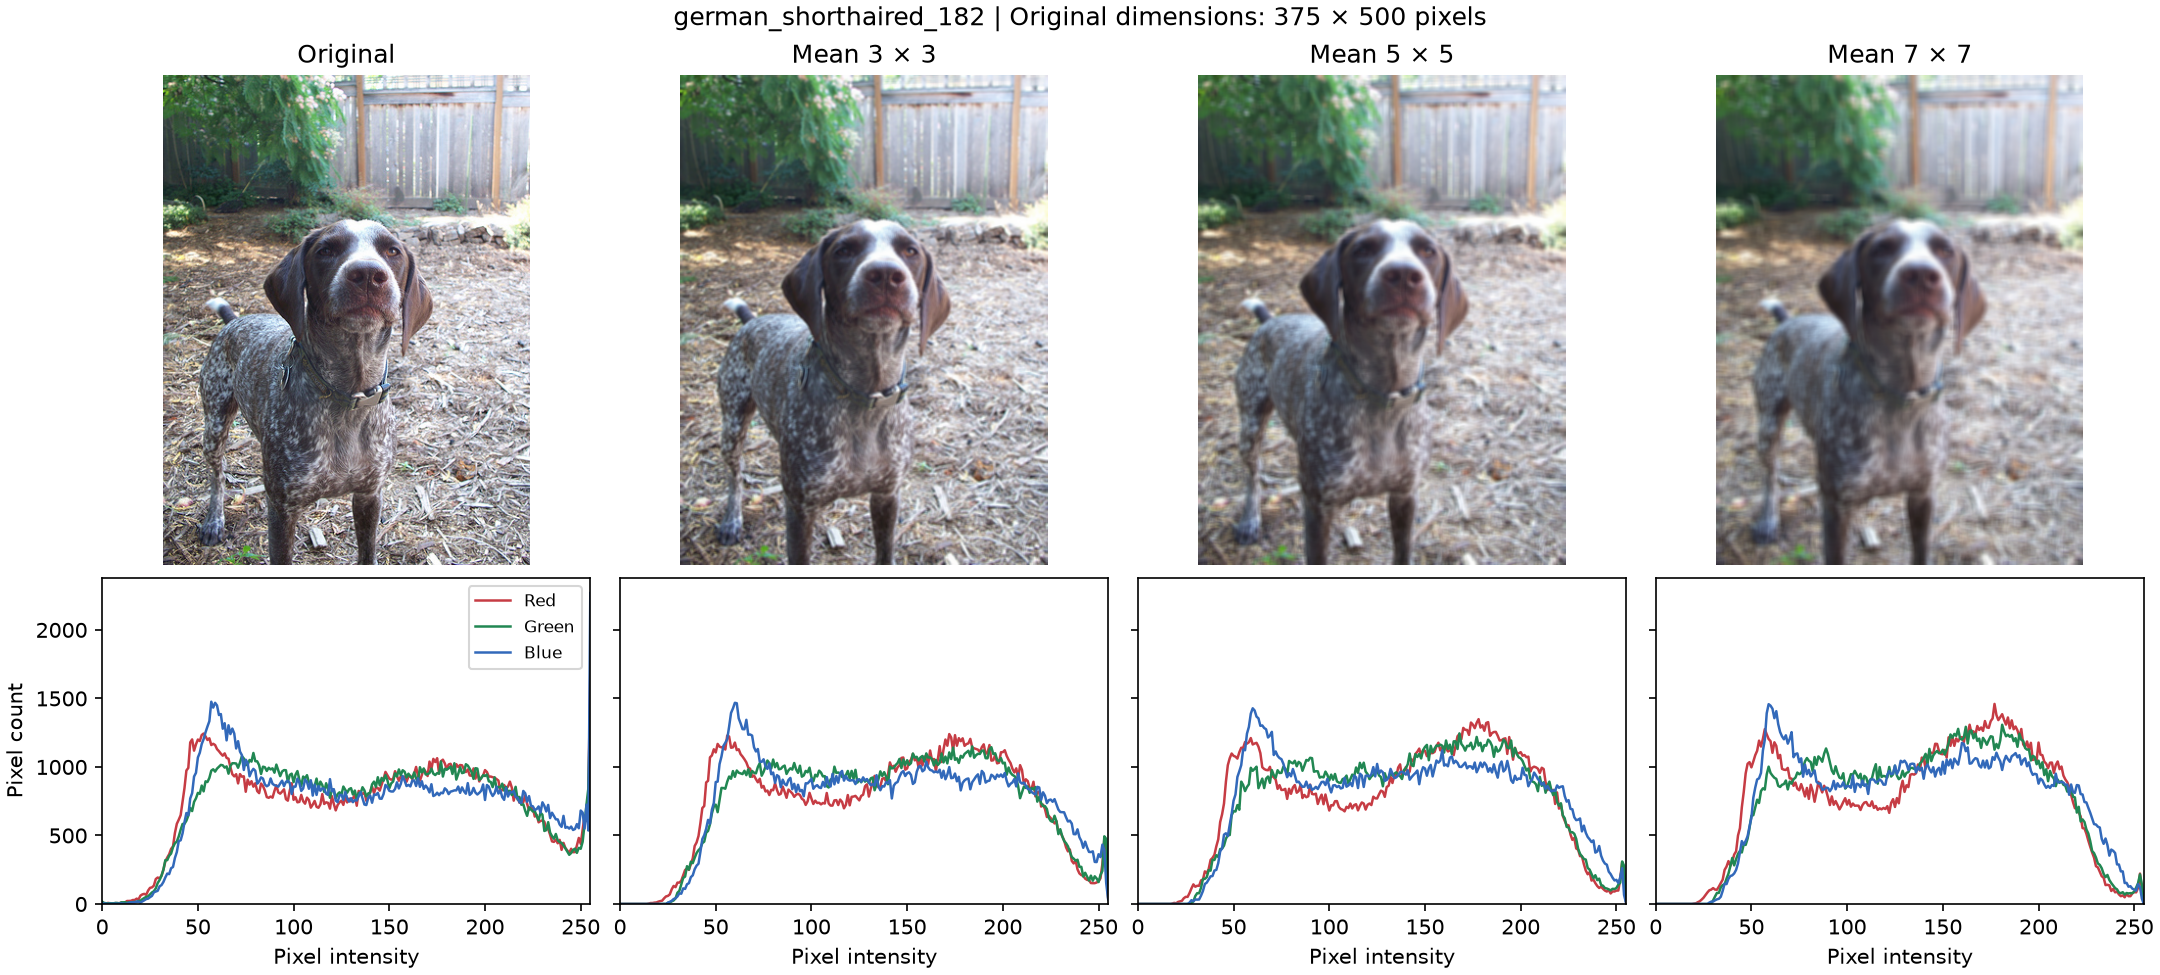 german_shorthaired_182 | Original dimensions: 375 × 500 pixels
Original
Mean 3 × 3
Mean 5 × 5
Mean 7 × 7
Red
Green
Blue
Pixel count
2000
1500
1000
500
0
0 50 100 150 200 250
0 50 100 150 200 250
0 50 100 150 200 250
0 50 100 150 200 250
Pixel intensity
Pixel intensity
Pixel intensity
Pixel intensity